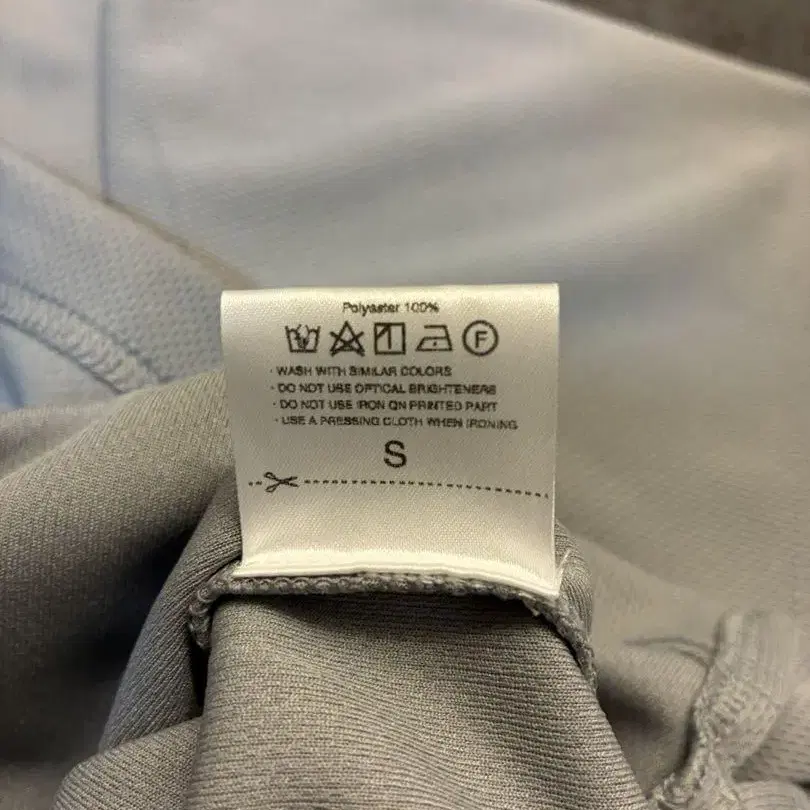 Polyester 100%
F
· WASH WITH SIMILAR COLORS
· DO NOT USE OPTICAL BRIGHTENERS
· DO NOT USE IRON ON PRINTED PART
· USE A PRESSING CLOTH WHEN IRONING
S